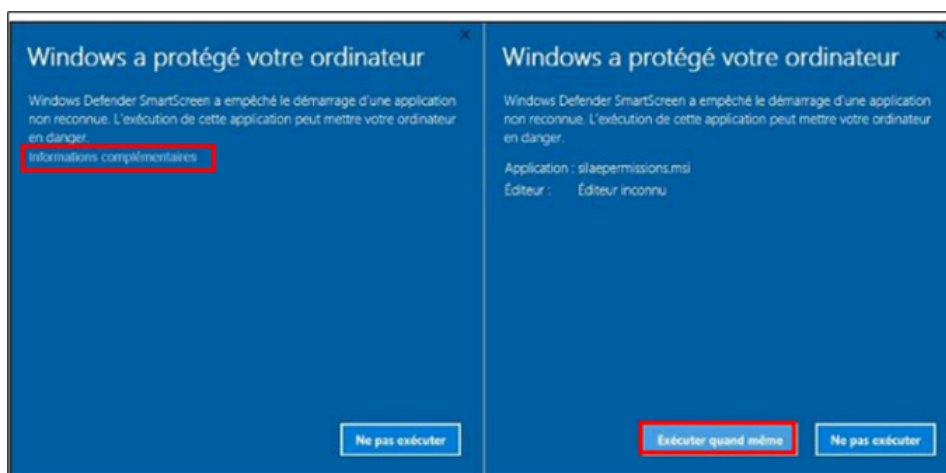 Windows a protégé votre ordinateur
Windows Defender SmartScreen a empêché le démarrage d'une application
non reconnue. L'exécution de cette application peut mettre votre ordinateur
en danger.
Informations complémentaires
Ne pas exécuter
Windows a protégé votre ordinateur
Windows Defender SmartScreen a empêché le démarrage d'une application
non reconnue. L'exécution de cette application peut mettre votre ordinateur
en danger.
Application : silaepermissions.msi
Éditeur : Éditeur inconnu
Exécuter quand même
Ne pas exécuter